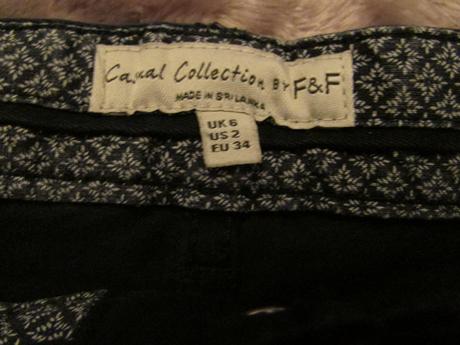 Casual Collection BY F&F
MADE IN SRI LANKA
UK 6
US 2
EU 34